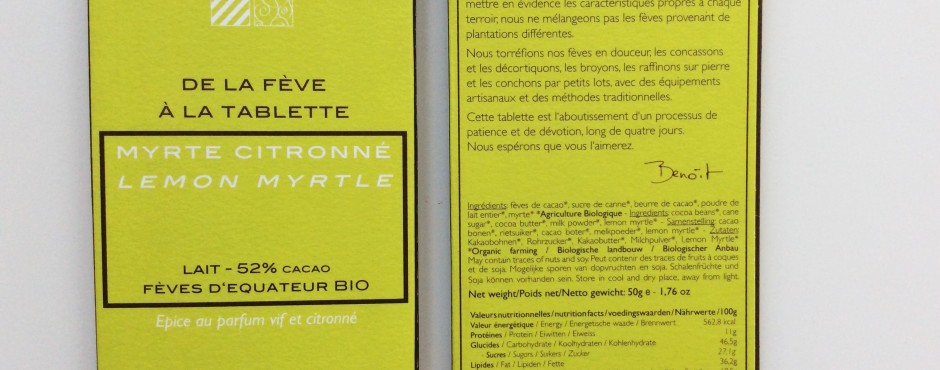 DE LA FÈVE
À LA TABLETTE
MYRTE CITRONNÉ
LEMON MYRTLE
LAIT - 52% CACAO
FÈVES D'EQUATEUR BIO
Epice au parfum vif et citronné
mettre en évidence les caractéristiques propres à chaque
terroir, nous ne mélangeons pas les fèves provenant de
plantations différentes.
Nous torréfions nos fèves en douceur, les concassons
et les décortiquons, les broyons, les raffinons sur pierre
et les conchons par petits lots, avec des équipements
artisanaux et des méthodes traditionnelles.
Cette tablette est l'aboutissement d'un processus de
patience et de dévotion, long de quatre jours.
Nous espérons que vous l'aimerez.
Benoît
Ingrédients: fèves de cacao*, sucre de canne*, beurre de cacao*, poudre de
lait entier*, myrte* *Agriculture Biologique - Ingredients: cocoa beans*, cane
sugar*, cocoa butter*, milk powder*, lemon myrtle* - Samenstelling: cacao
bonen*, rietsuiker*, cacao boter*, melkpoeder*, lemon myrtle* - Zutaten:
Kakaobohnen*, Rohrzucker*, Kakaobutter*, Milchpulver*, Lemon Myrtle*
*Organic farming / Biologische landbouw / Biologischer Anbau
May contain traces of nuts and soy. Peut contenir des traces de fruits à coques
et de soja. Mogelijke sporen van dopvruchten en soja. Schalenfrüchte und
Soja können vorhanden sein. Store in cool and dry place, away from light.
Net weight/Poids net/Netto gewicht: 50g e - 1,76 oz
Valeurs nutritionnelles/nutrition facts/voedingswaarden/Nährwerte/100g
Valeur énergétique / Energy / Energetische waade / Brennwert 562,8 kcal
Protéines / Protein / Eiwitten / Eiweiss 11g
Glucides / Carbohydrate / Koolhydraten / Kohlenhydrate 46,5g
- Sucres / Sugars / Suikers / Zucker 27,1g
Lipides / Fat / Lipiden / Fette 36,2g